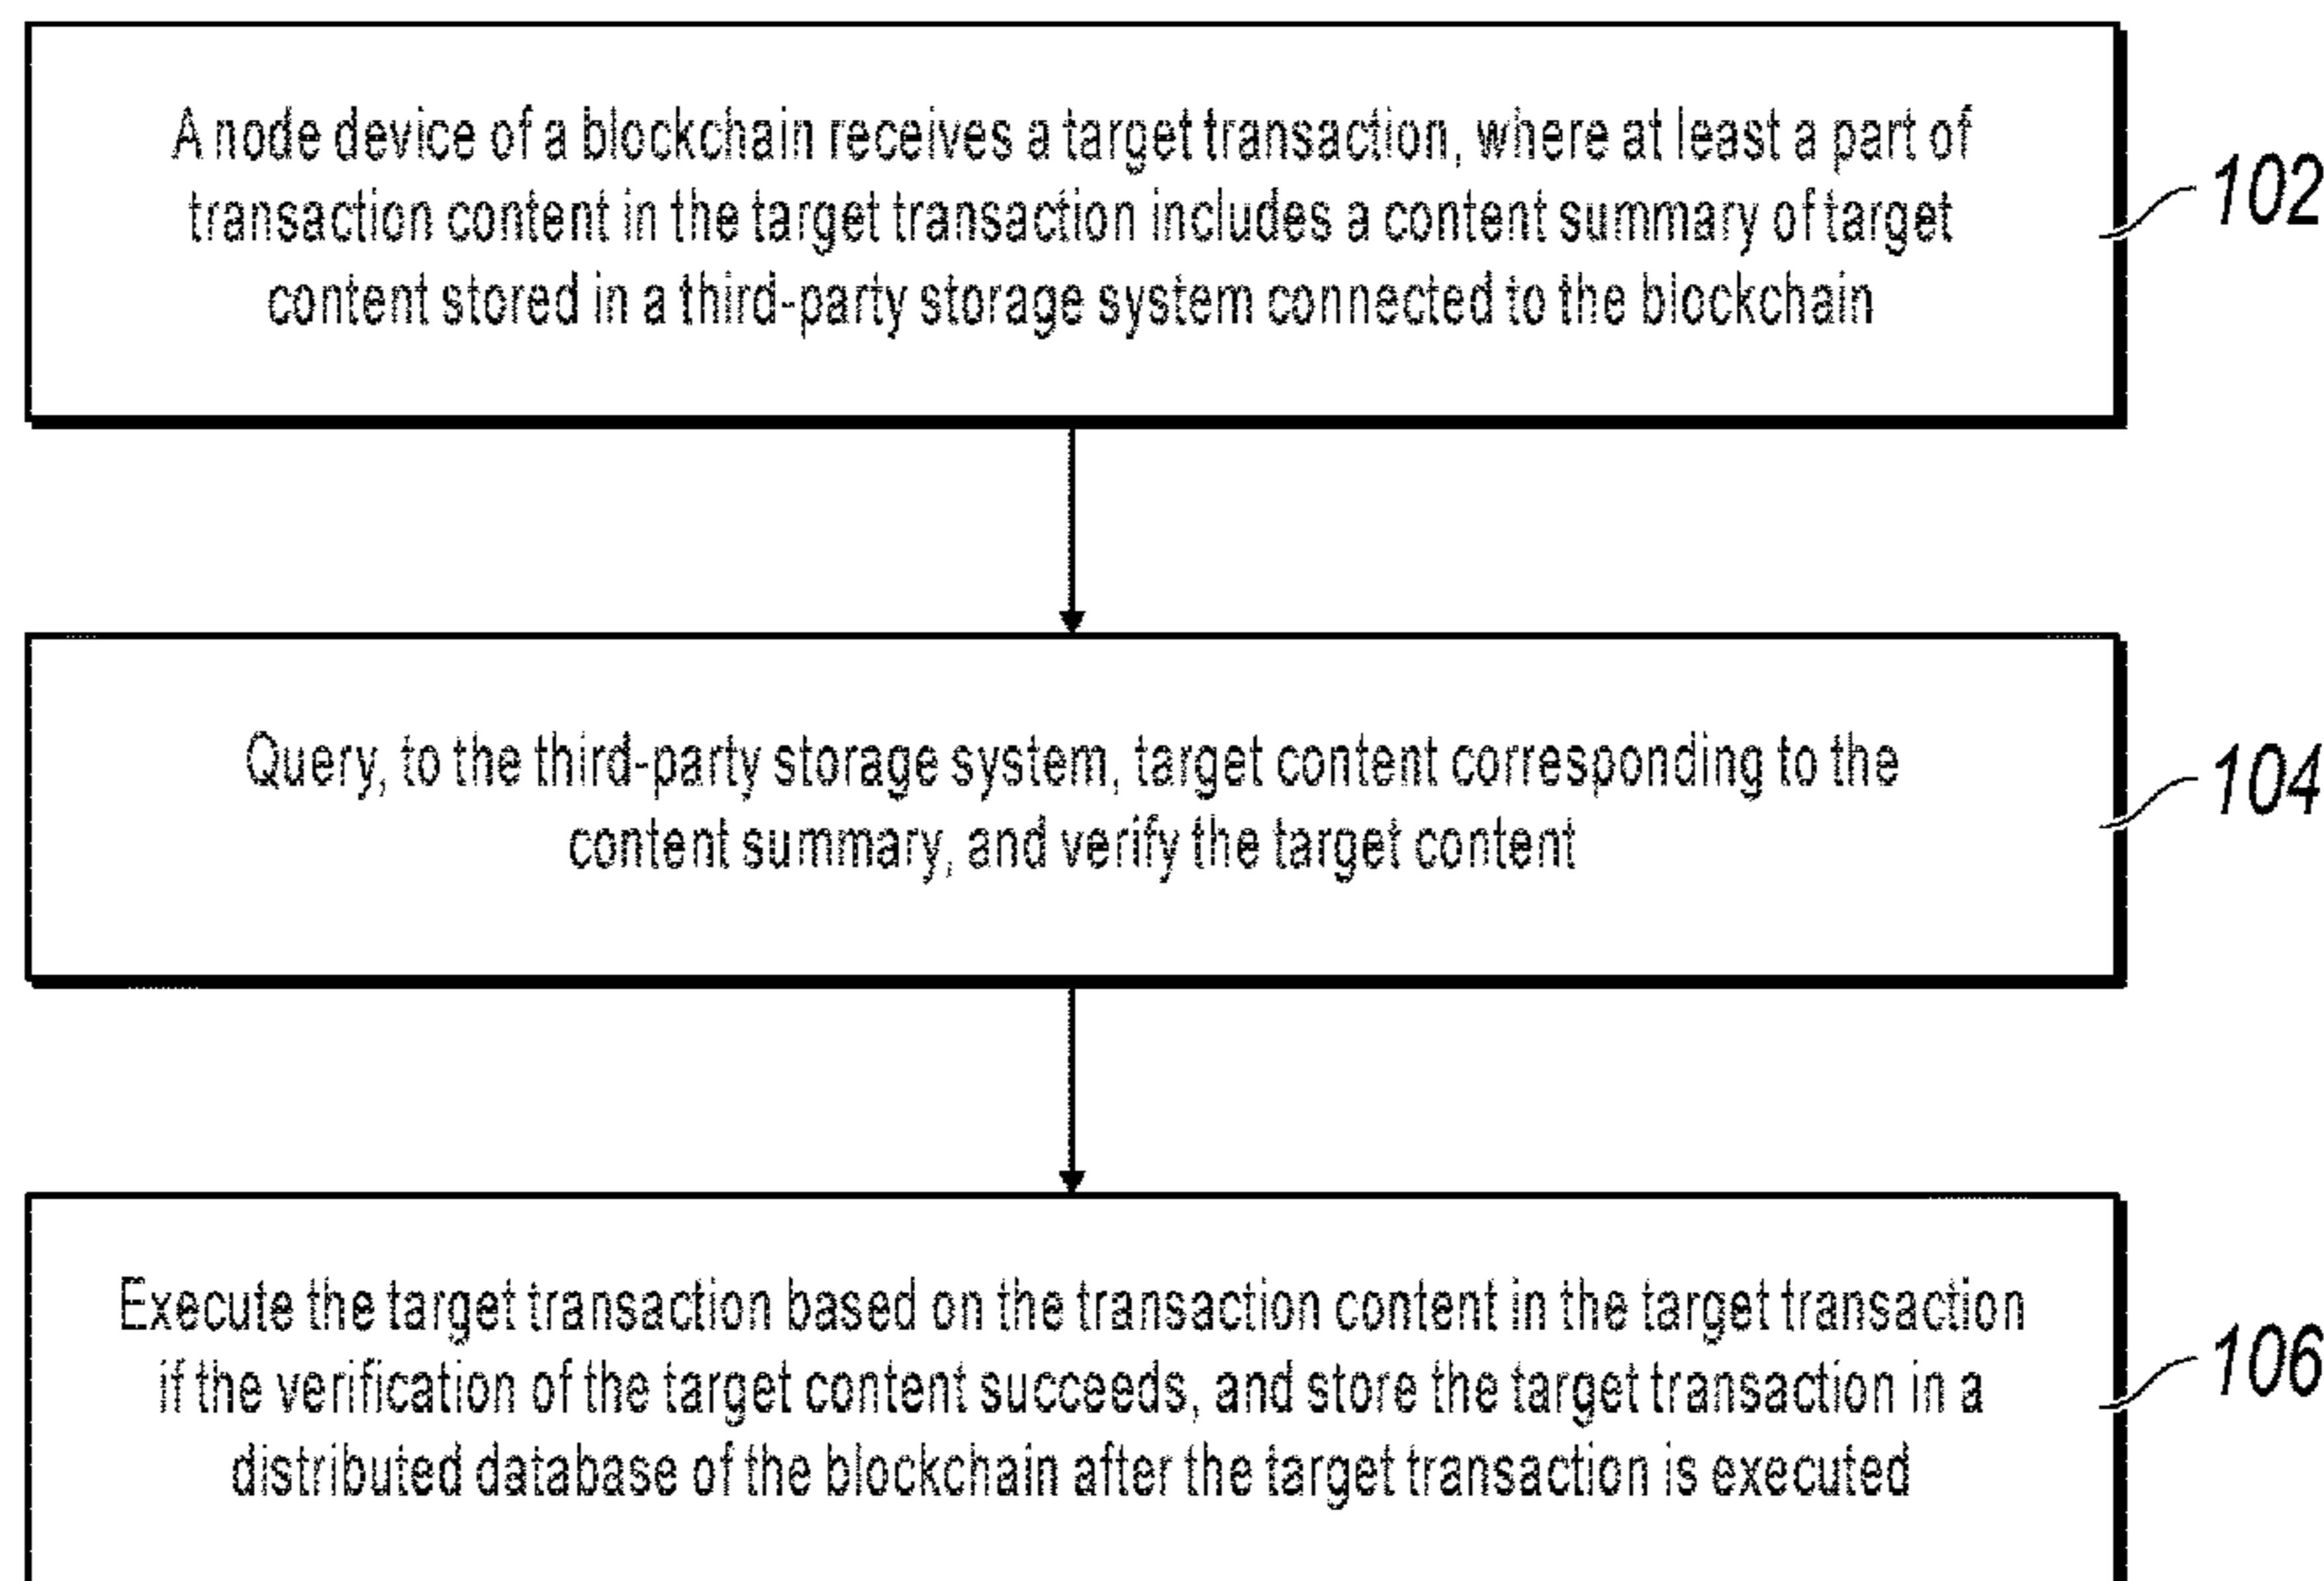 A node device of a blockchain receives a target transaction, where at least a part of
transaction content in the target transaction includes a content summary of target
content stored in a third-party storage system connected to the blockchain
102
Query, to the third-party storage system, target content corresponding to the
content summary, and verify the target content
104
Execute the target transaction based on the transaction content in the target transaction
if the verification of the target content succeeds, and store the target transaction in a
distributed database of the blockchain after the target transaction is executed
106